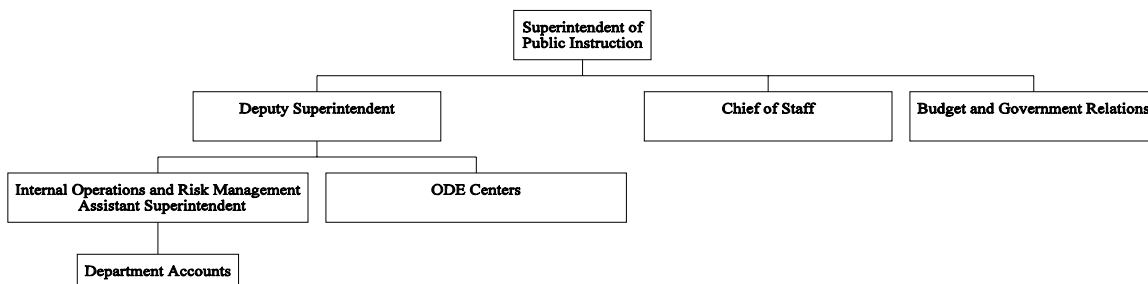 Superintendent of
Public Instruction
Deputy Superintendent
Chief of Staff
Budget and Government Relations
Internal Operations and Risk Management
Assistant Superintendent
ODE Centers
Department Accounts